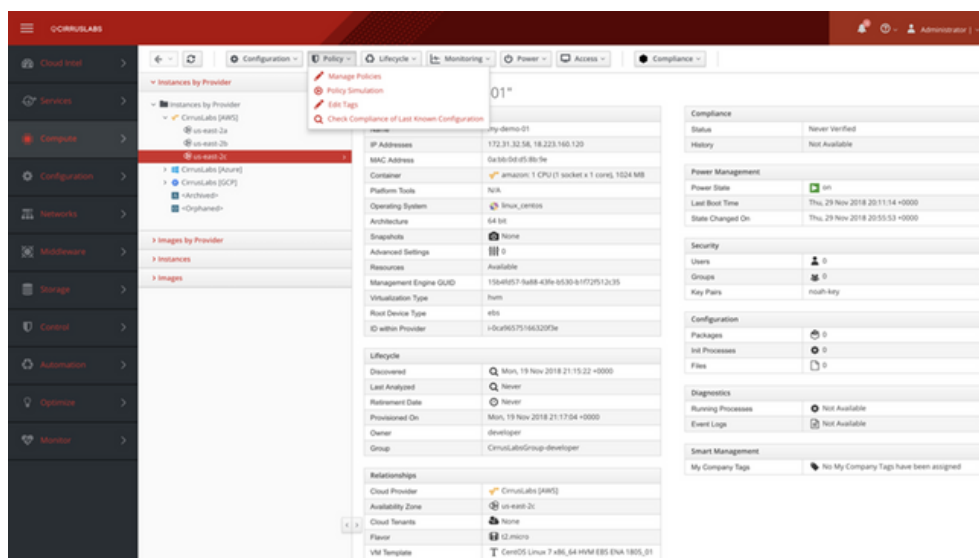 CIRRUSLABS
Administrator |
Cloud Intel
Services
Compute
Configuration
Networks
Middleware
Storage
Control
Automation
Optimize
Monitor
Configuration
Policy
Lifecycle
Monitoring
Power
Access
Compliance
Manage Policies
Policy Simulation
Edit Tags
Check Compliance of Last Known Configuration
Instances by Provider
Instances by Provider
CirrusLabs [AWS]
us-east-2a
us-east-2b
us-east-2c
CirrusLabs [Azure]
CirrusLabs [GCP]
<Archived>
<Orphaned>
Images by Provider
Instances
Images
01"
Name my-demo-01
IP Addresses 172.31.32.58, 18.223.160.120
MAC Address 0a:bb:0d:d5:8b:9e
Container amazon: 1 CPU (1 socket x 1 core), 1024 MB
Platform Tools N/A
Operating System linux_centos
Architecture 64 bit
Snapshots None
Advanced Settings 0
Resources Available
Management Engine GUID
Virtualization Type hvm
Root Device Type ebs
ID within Provider i-0ca96575166320f3e
Lifecycle
Discovered Mon, 19 Nov 2018 21:15:22 +0000
Last Analyzed Never
Retirement Date Never
Provisioned On Mon, 19 Nov 2018 21:17:04 +0000
Owner developer
Group CirrusLabsGroup-developer
Relationships
Cloud Provider CirrusLabs [AWS]
Availability Zone us-east-2c
Cloud Tenants None
Flavor t2.micro
VM Template CentOS Linux 7 x86_64 HVM EBS ENA 1805_01
Compliance
Status Never Verified
History Not Available
Power Management
Power State on
Last Boot Time Thu, 29 Nov 2018 20:11:14 +0000
State Changed On Thu, 29 Nov 2018 20:55:53 +0000
Security
Users 0
Groups 0
Key Pairs noah-key
Configuration
Packages 0
Init Processes 0
Files 0
Diagnostics
Running Processes Not Available
Event Logs Not Available
Smart Management
My Company Tags No My Company Tags have been assigned